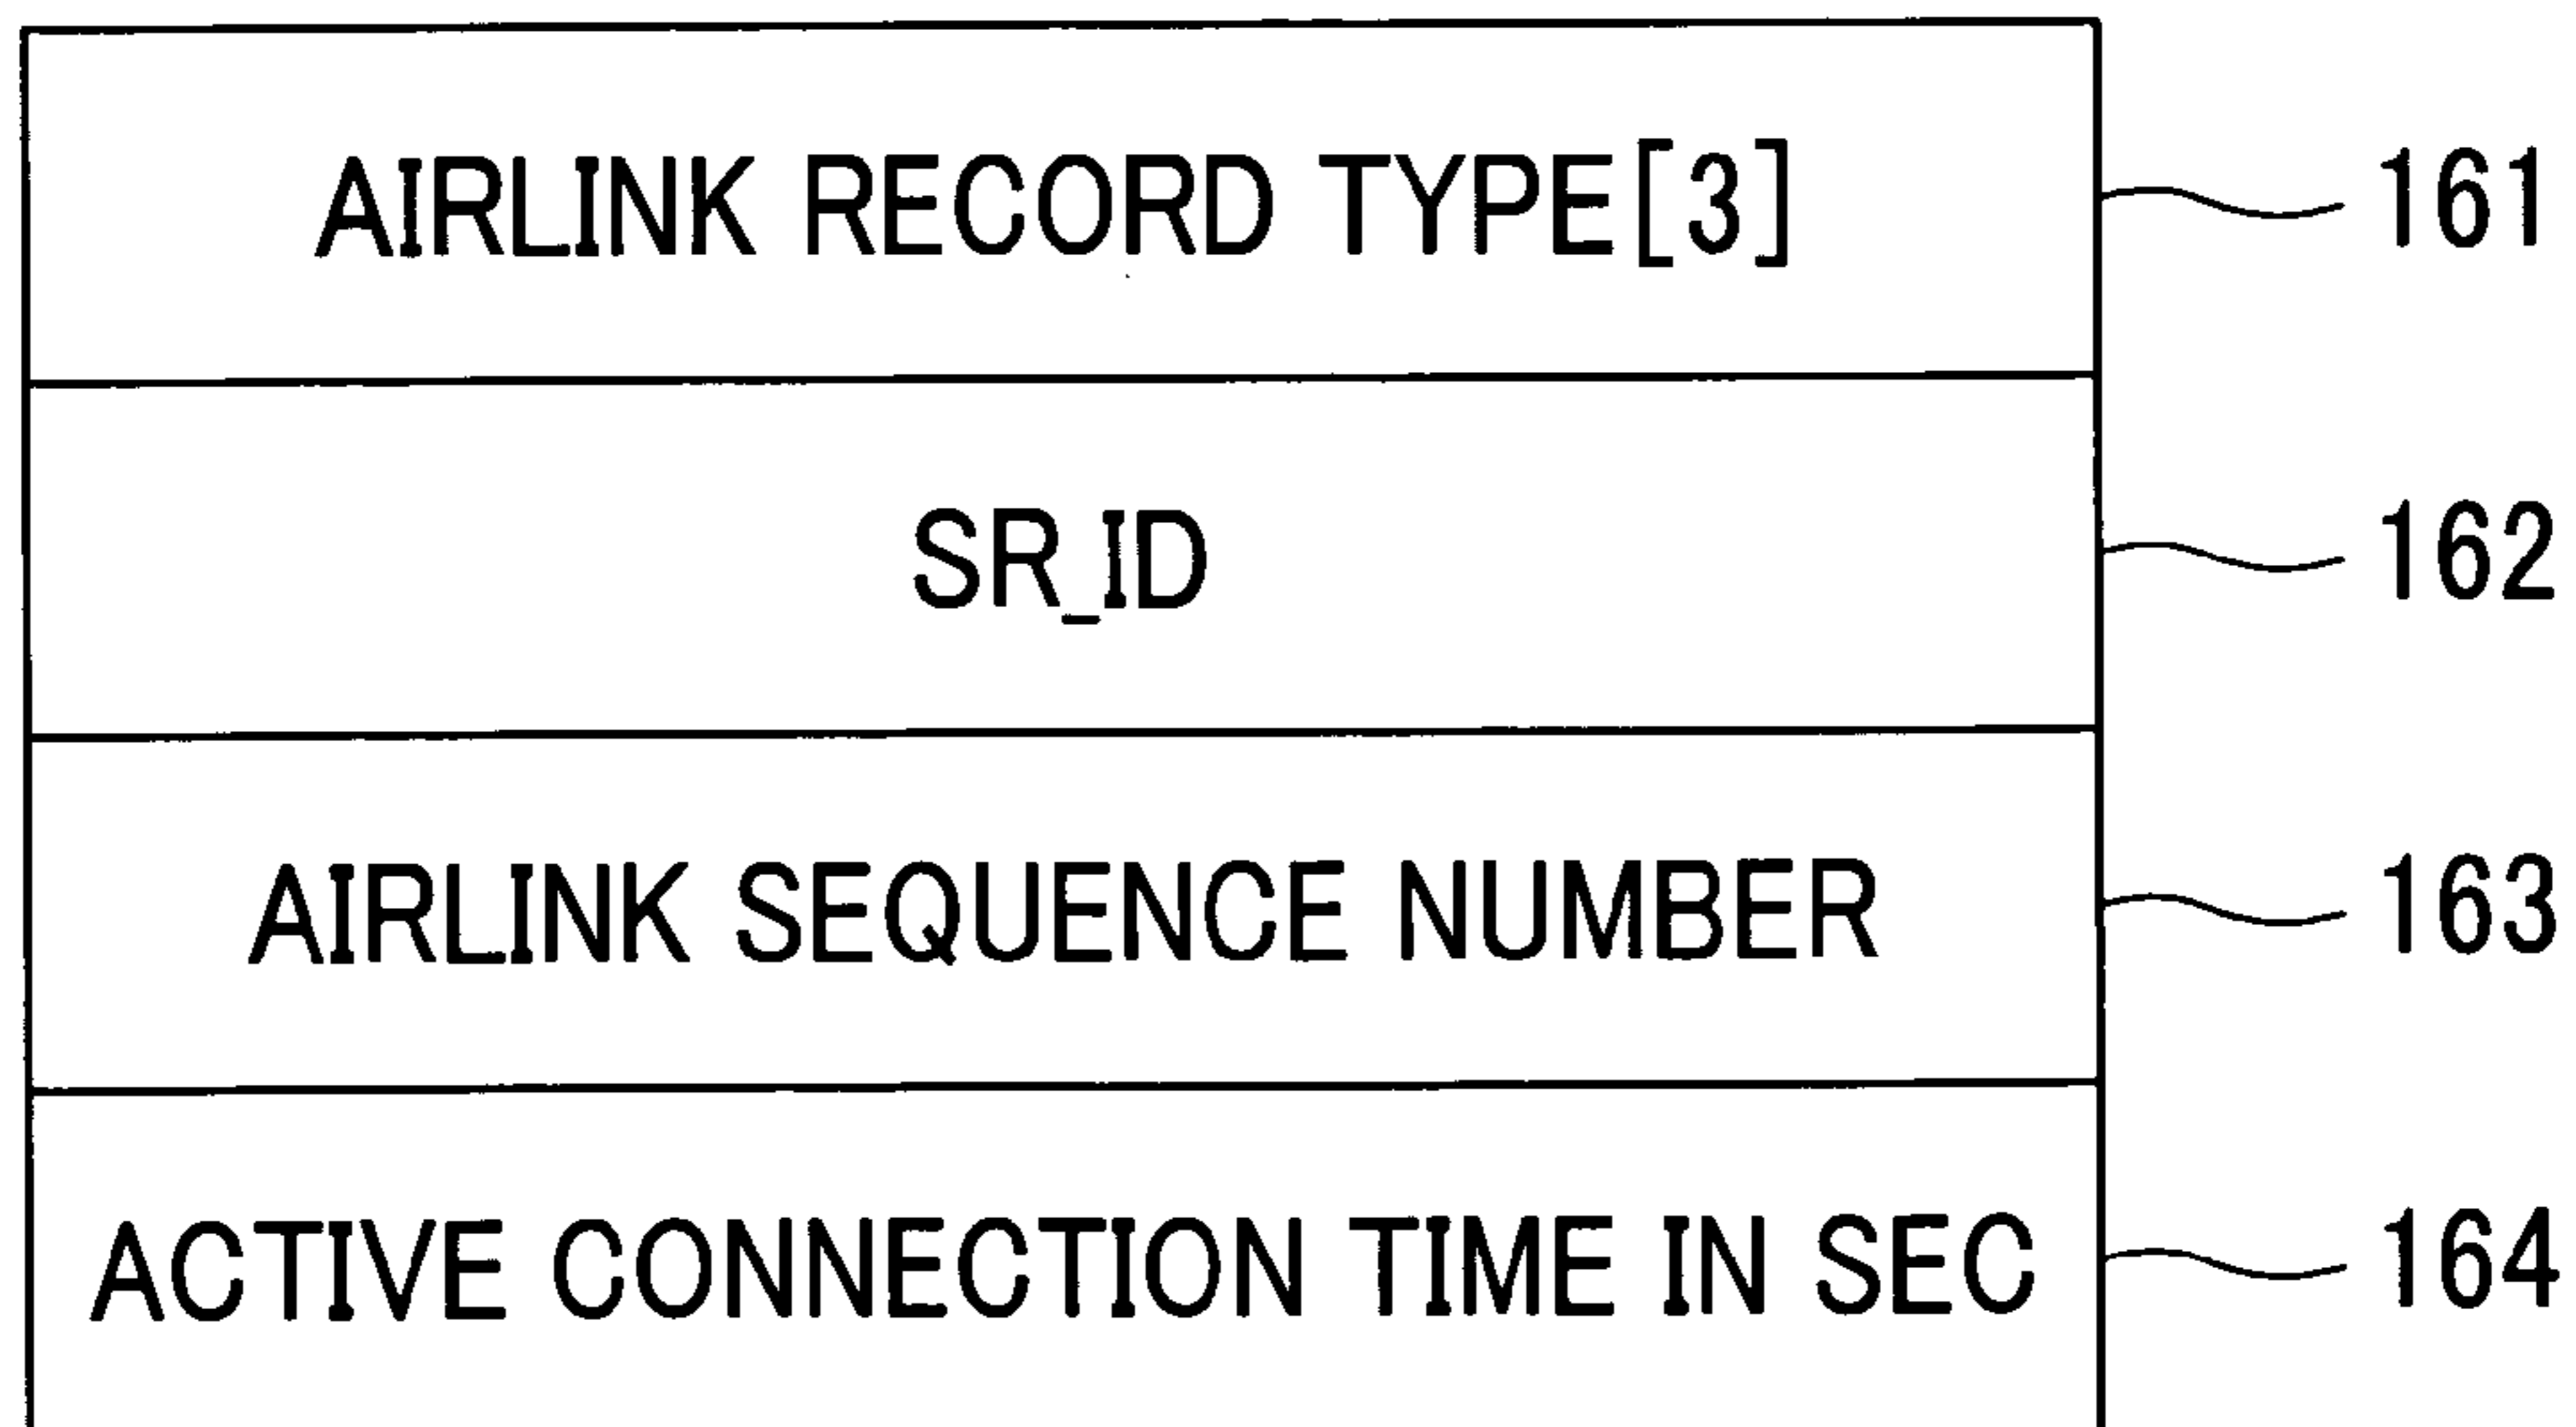 AIRLINK RECORD TYPE[3] 161
SR_ID 162
AIRLINK SEQUENCE NUMBER 163
ACTIVE CONNECTION TIME IN SEC 164